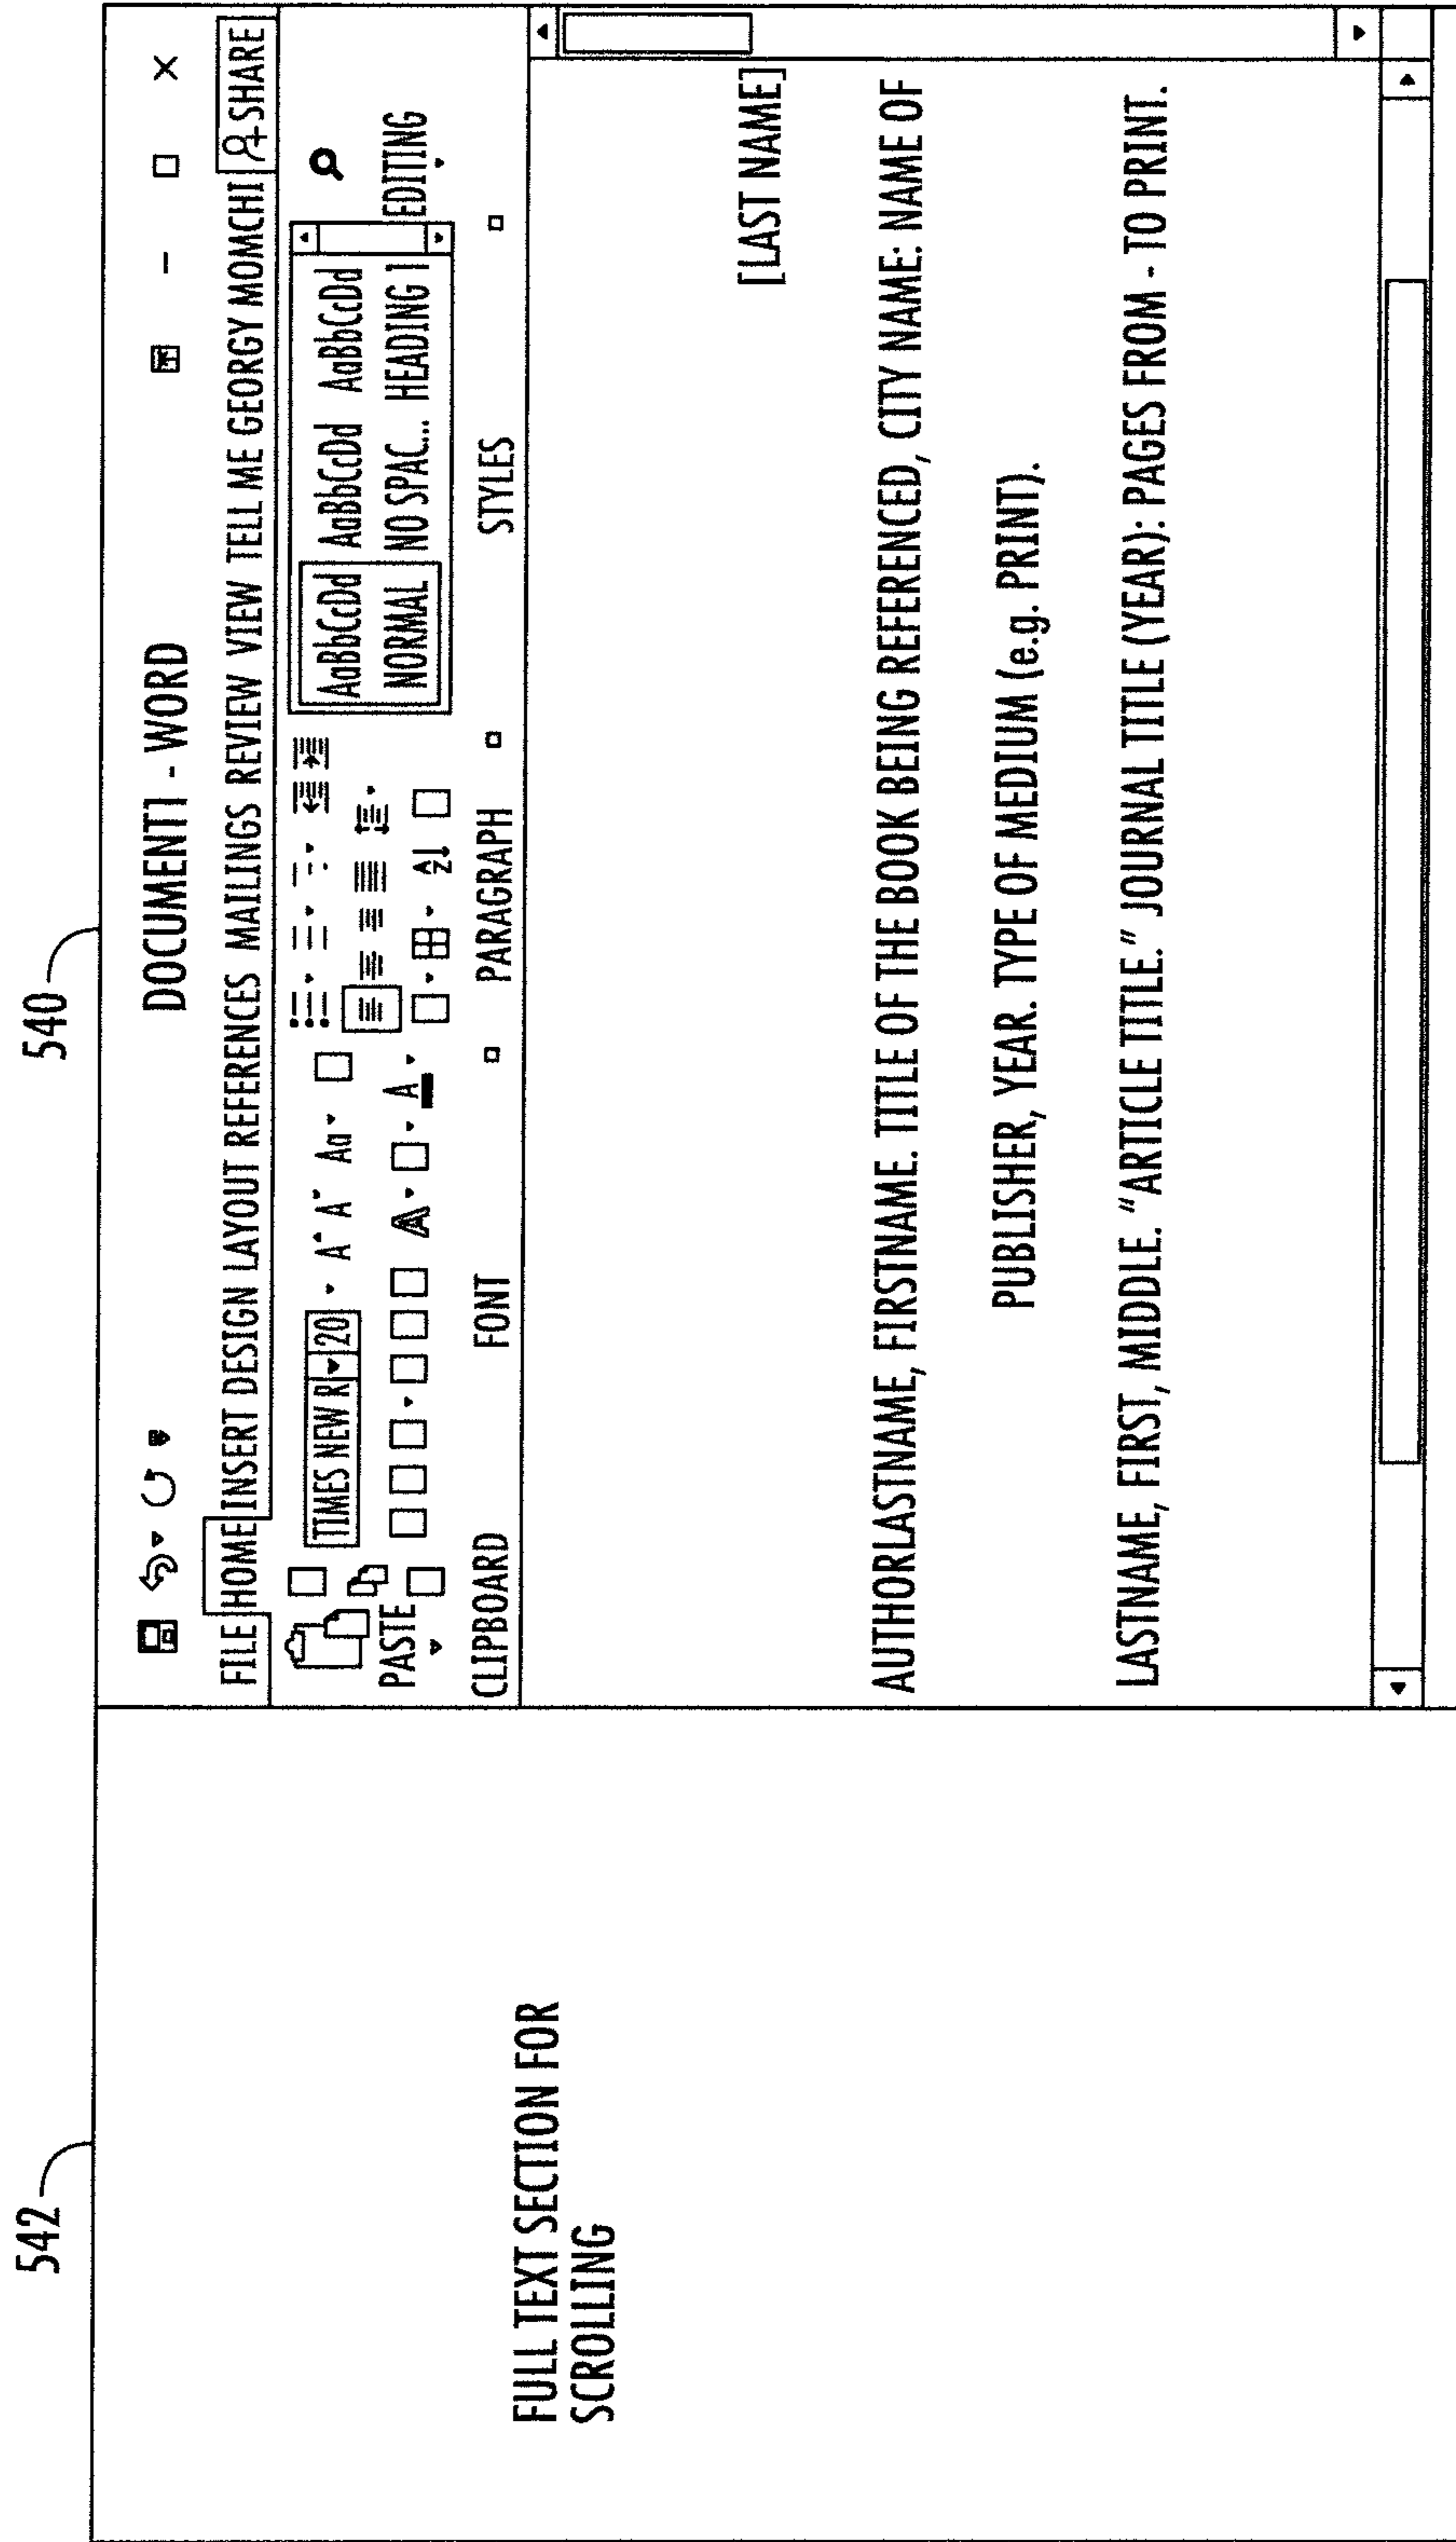 542
540
FULL TEXT SECTION FOR
SCROLLING
DOCUMENT1 - WORD
FILE HOME INSERT DESIGN LAYOUT REFERENCES MAILINGS REVIEW VIEW TELL ME GEORGY MOMCHI SHARE
TIMES NEW R 20 A A Aa
AaBbCcDd AaBbCcDd AaBbCcDd
PASTE
A A AZ
NORMAL NO SPAC... HEADING 1
EDITING
CLIPBOARD FONT PARAGRAPH STYLES
[LAST NAME]
AUTHORLASTNAME, FIRSTNAME. TITLE OF THE BOOK BEING REFERENCED, CITY NAME: NAME OF
PUBLISHER, YEAR. TYPE OF MEDIUM (e.g. PRINT).
LASTNAME, FIRST, MIDDLE. "ARTICLE TITLE." JOURNAL TITLE (YEAR): PAGES FROM - TO PRINT.